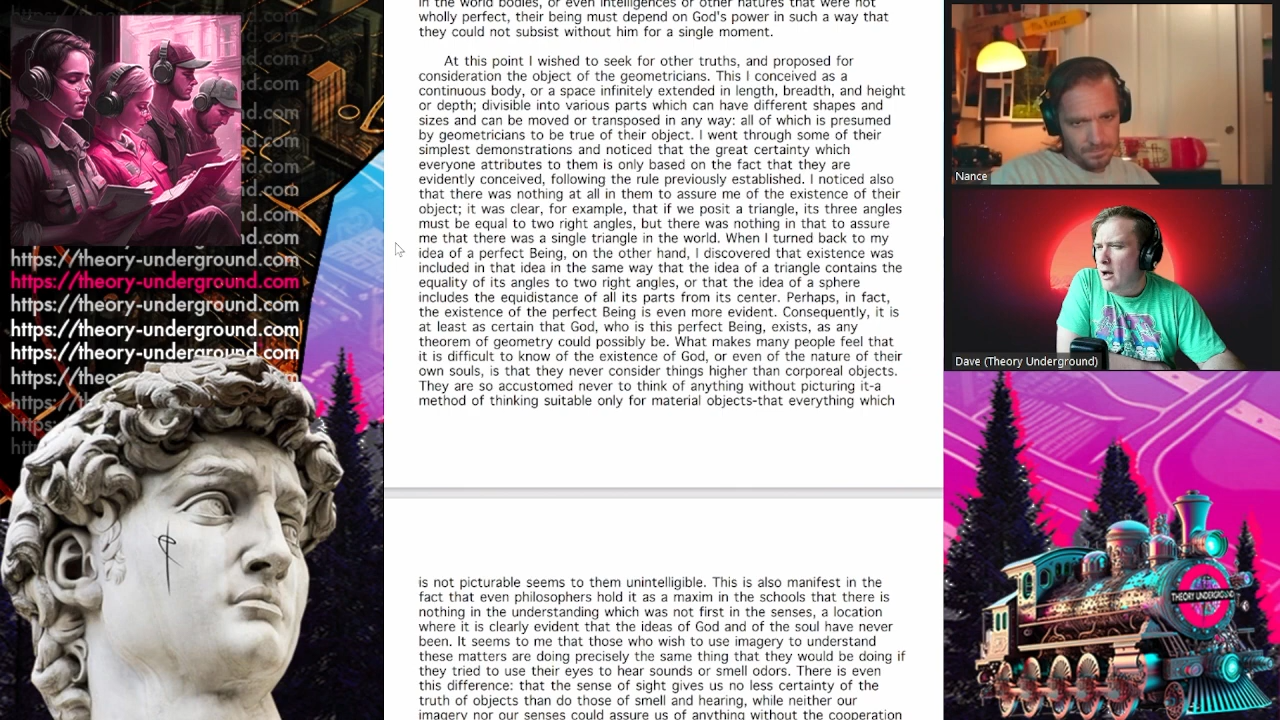 https://theory-underground.com
https://theory-underground.com
https://theory-underground.com
https://theory-underground.com
https://theory-underground.com
in the world bodies, or even intelligences or other natures that were not
wholly perfect, their being must depend on God's power in such a way that
they could not subsist without him for a single moment.
At this point I wished to seek for other truths, and proposed for
consideration the object of the geometricians. This I conceived as a
continuous body, or a space infinitely extended in length, breadth, and height
or depth; divisible into various parts which can have different shapes and
sizes and can be moved or transposed in any way: all of which is presumed
by geometricians to be true of their object. I went through some of their
simplest demonstrations and noticed that the great certainty which
everyone attributes to them is only based on the fact that they are
evidently conceived, following the rule previously established. I noticed also
that there was nothing at all in them to assure me of the existence of their
object; it was clear, for example, that if we posit a triangle, its three angles
must be equal to two right angles, but there was nothing in that to assure
me that there was a single triangle in the world. When I turned back to my
idea of a perfect Being, on the other hand, I discovered that existence was
included in that idea in the same way that the idea of a triangle contains the
equality of its angles to two right angles, or that the idea of a sphere
includes the equidistance of all its parts from its center. Perhaps, in fact,
the existence of the perfect Being is even more evident. Consequently, it is
at least as certain that God, who is this perfect Being, exists, as any
theorem of geometry could possibly be. What makes many people feel that
it is difficult to know of the existence of God, or even of the nature of their
own souls, is that they never consider things higher than corporeal objects.
They are so accustomed never to think of anything without picturing it-a
method of thinking suitable only for material objects-that everything which
is not picturable seems to them unintelligible. This is also manifest in the
fact that even philosophers hold it as a maxim in the schools that there is
nothing in the understanding which was not first in the senses, a location
where it is clearly evident that the ideas of God and of the soul have never
been. It seems to me that those who wish to use imagery to understand
these matters are doing precisely the same thing that they would be doing if
they tried to use their eyes to hear sounds or smell odors. There is even
this difference: that the sense of sight gives us no less certainty of the
truth of objects than do those of smell and hearing, while neither our
imagery nor our senses could assure us of anything without the cooperation
Nance
Dave (Theory Underground)
THEORY UNDERGROUND